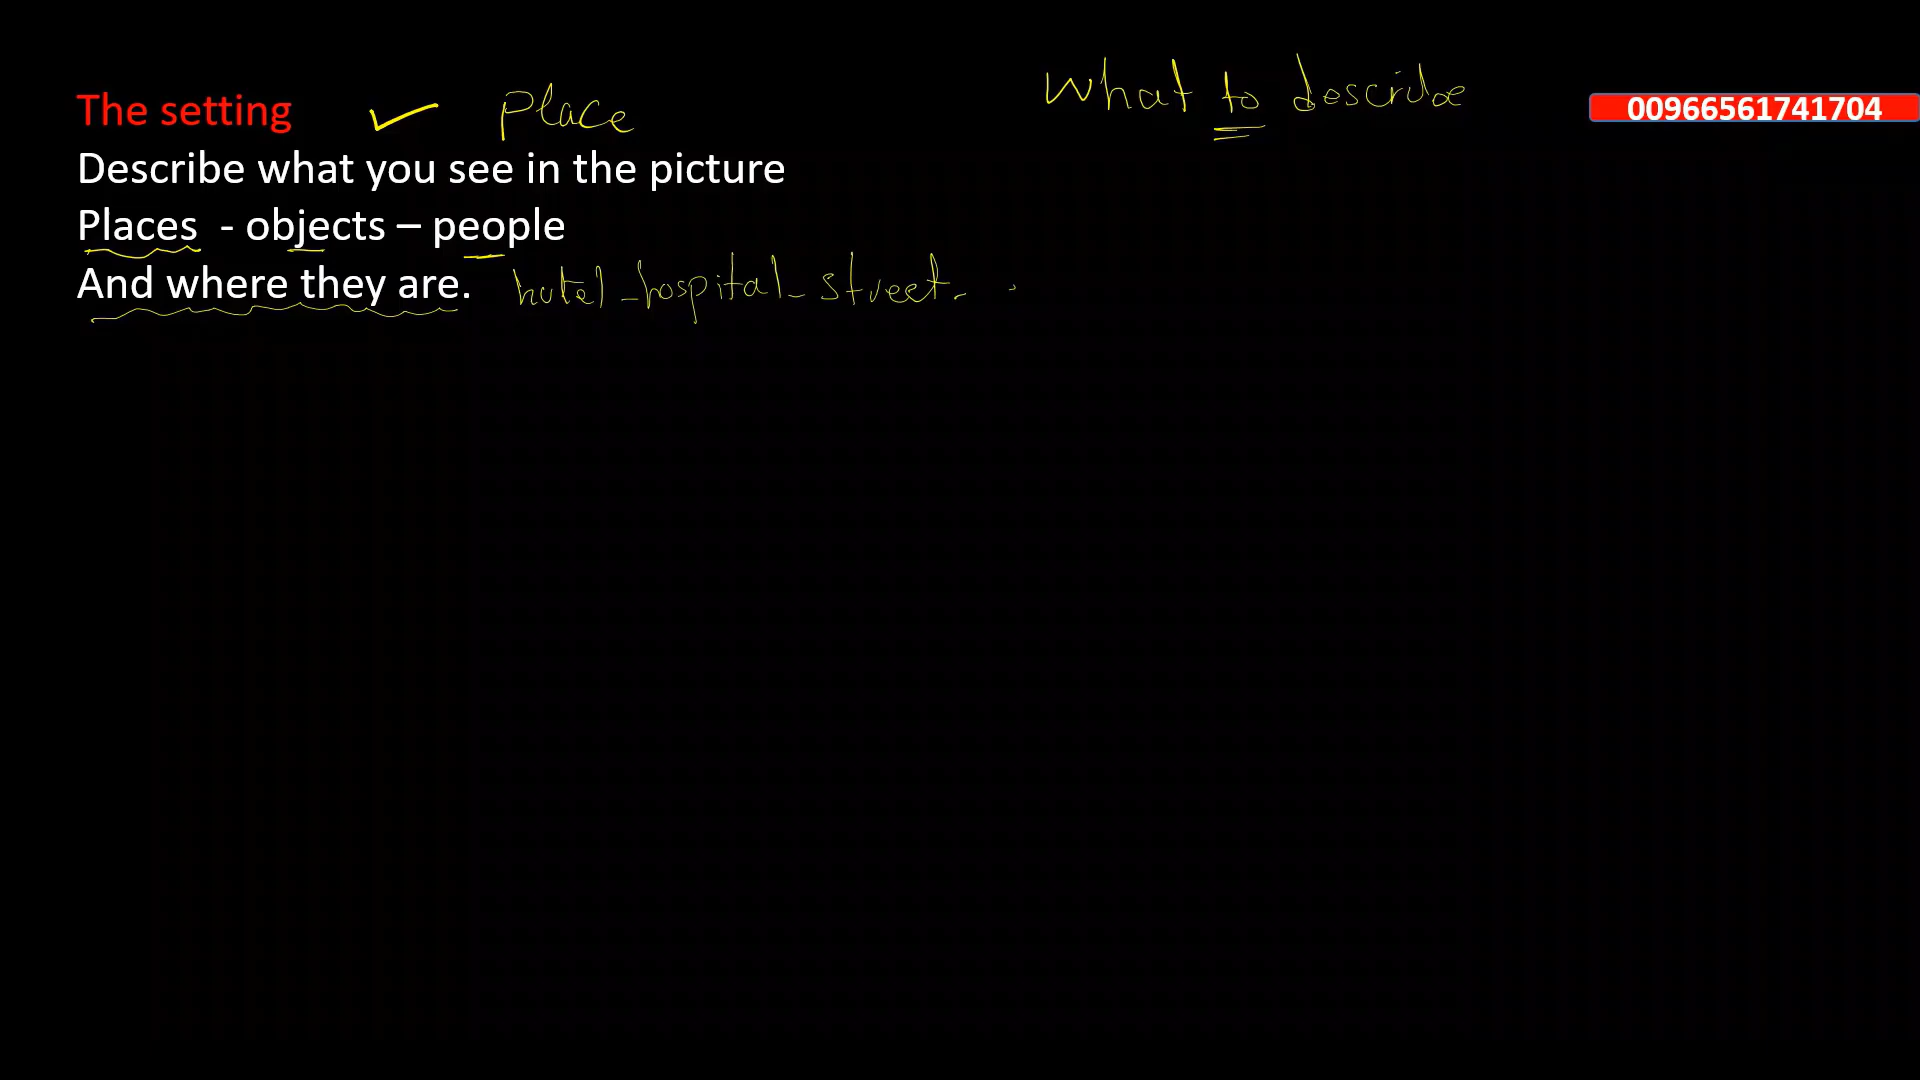 What to describe
The setting ✓ Place
00966561741704
Describe what you see in the picture
Places - objects – people
And where they are. hotel - hospital - street - .